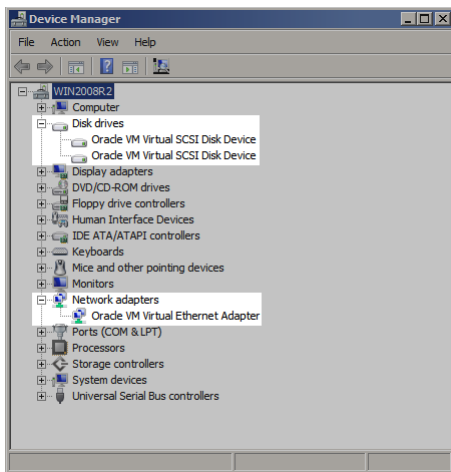 Device Manager
File Action View Help
WIN2008R2
Computer
Disk drives
Oracle VM Virtual SCSI Disk Device
Oracle VM Virtual SCSI Disk Device
Display adapters
DVD/CD-ROM drives
Floppy drive controllers
Human Interface Devices
IDE ATA/ATAPI controllers
Keyboards
Mice and other pointing devices
Monitors
Network adapters
Oracle VM Virtual Ethernet Adapter
Ports (COM & LPT)
Processors
Storage controllers
System devices
Universal Serial Bus controllers